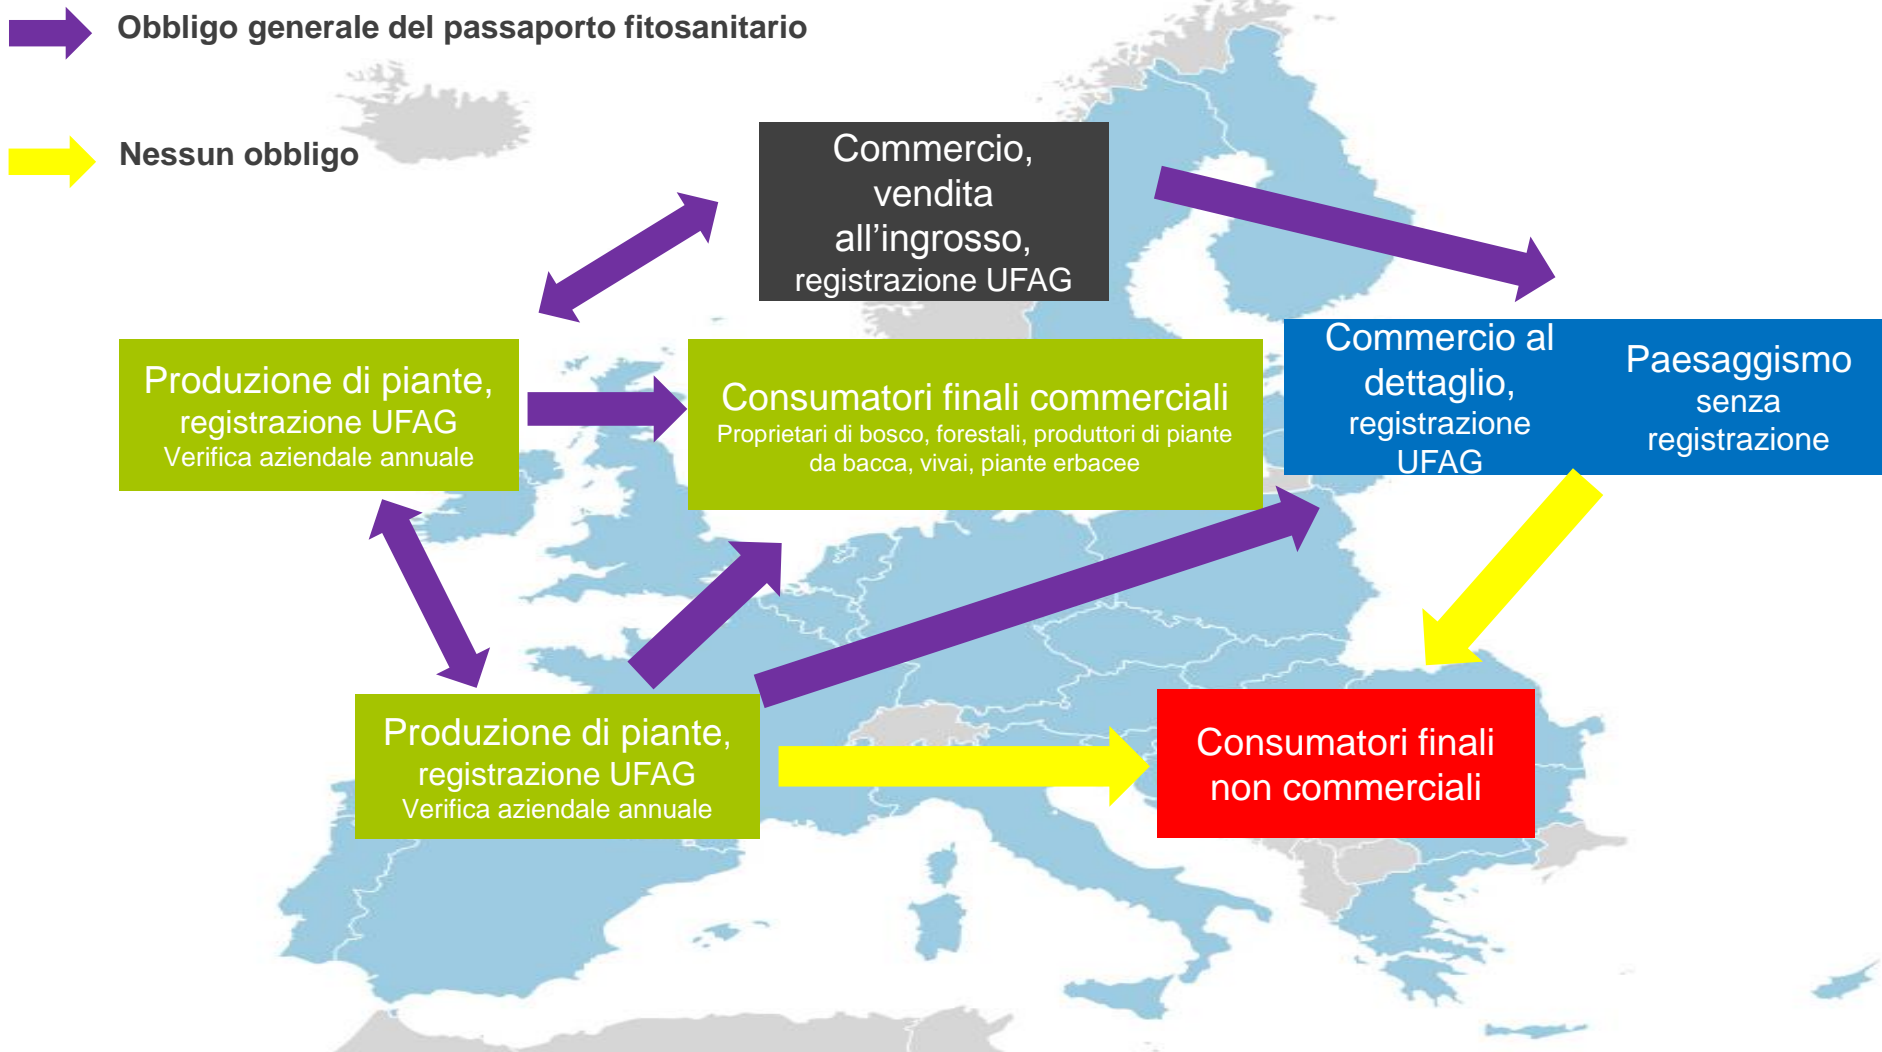 Obbligo generale del passaporto fitosanitario
Nessun obbligo
Commercio,
vendita
all’ingrosso,
registrazione UFAG
Produzione di piante,
registrazione UFAG
Verifica aziendale annuale
Consumatori finali commerciali
Proprietari di bosco, forestali, produttori di piante
da bacca, vivai, piante erbacee
Commercio al
dettaglio,
registrazione
UFAG
Paesaggismo
senza
registrazione
Produzione di piante,
registrazione UFAG
Verifica aziendale annuale
Consumatori finali
non commerciali